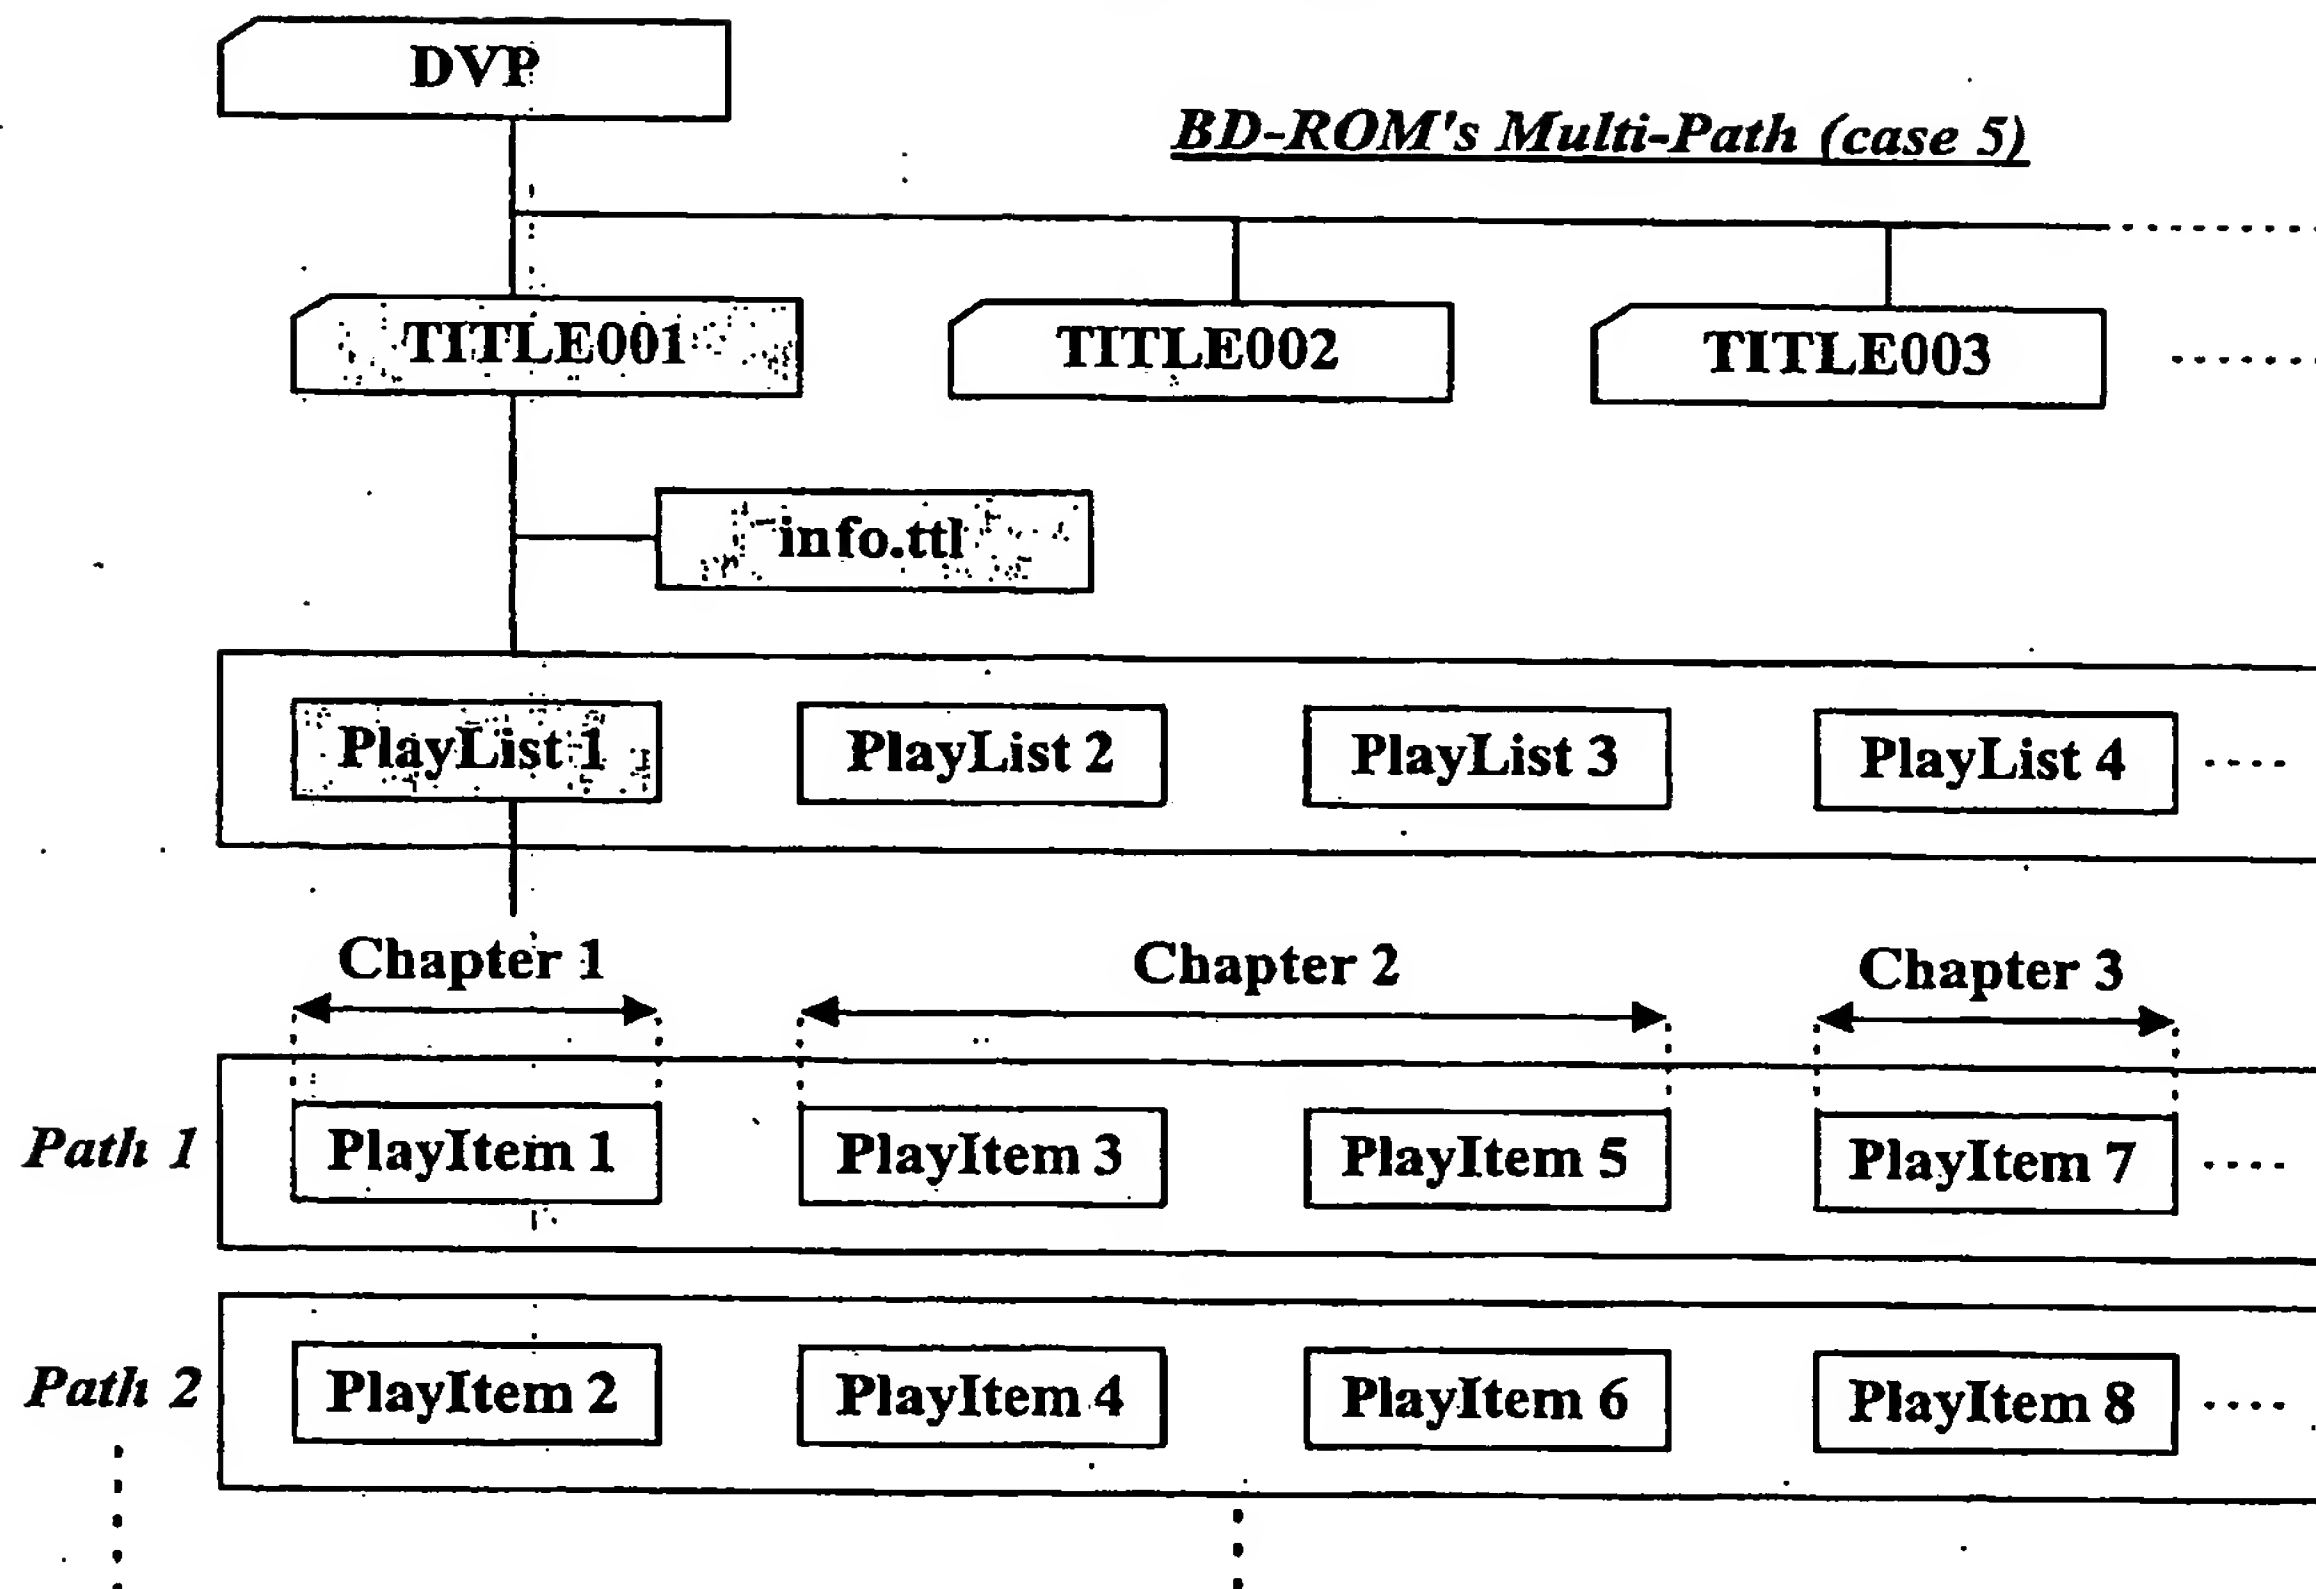 DVP
BD-ROM's Multi-Path (case 5)
TITLE001 TITLE002 TITLE003
info.ttl
PlayList 1 PlayList 2 PlayList 3 PlayList 4
Chapter 1 Chapter 2 Chapter 3
Path 1 PlayItem 1 PlayItem 3 PlayItem 5 PlayItem 7
Path 2 PlayItem 2 PlayItem 4 PlayItem 6 PlayItem 8